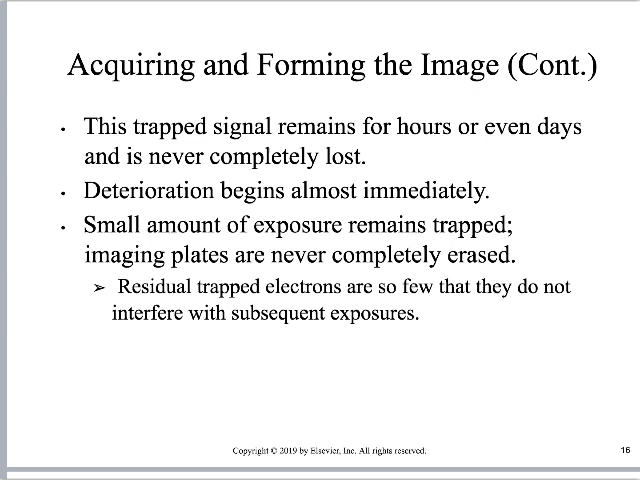 Acquiring and Forming the Image (Cont.)
• This trapped signal remains for hours or even days
and is never completely lost.
• Deterioration begins almost immediately.
• Small amount of exposure remains trapped;
imaging plates are never completely erased.
➢ Residual trapped electrons are so few that they do not
interfere with subsequent exposures.
Copyright © 2019 by Elsevier, Inc. All rights reserved.
16